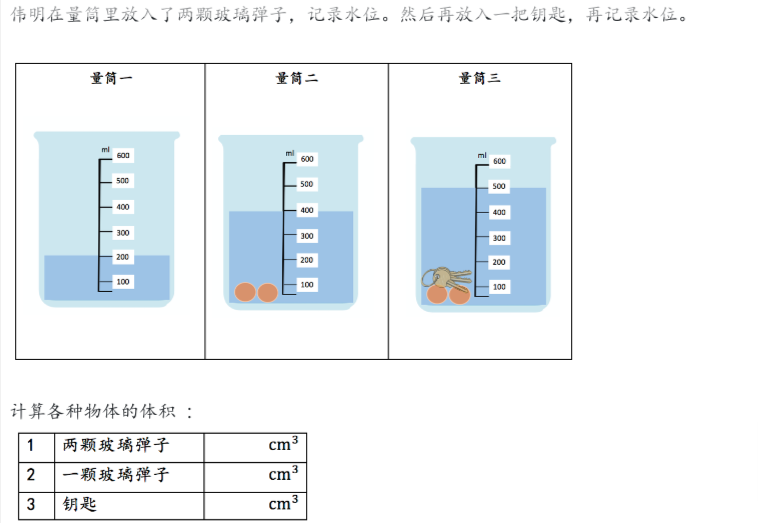 伟明在量筒里放入了两颗玻璃弹子，记录水位。然后再放入一把钥匙，再记录水位。
量筒一
量筒二
量筒三
ml
600
500
400
300
200
100
ml
600
500
400
300
200
100
ml
600
500
400
300
200
100
计算各种物体的体积 ：
1 两颗玻璃弹子 cm³
2 一颗玻璃弹子 cm³
3 钥匙 cm³